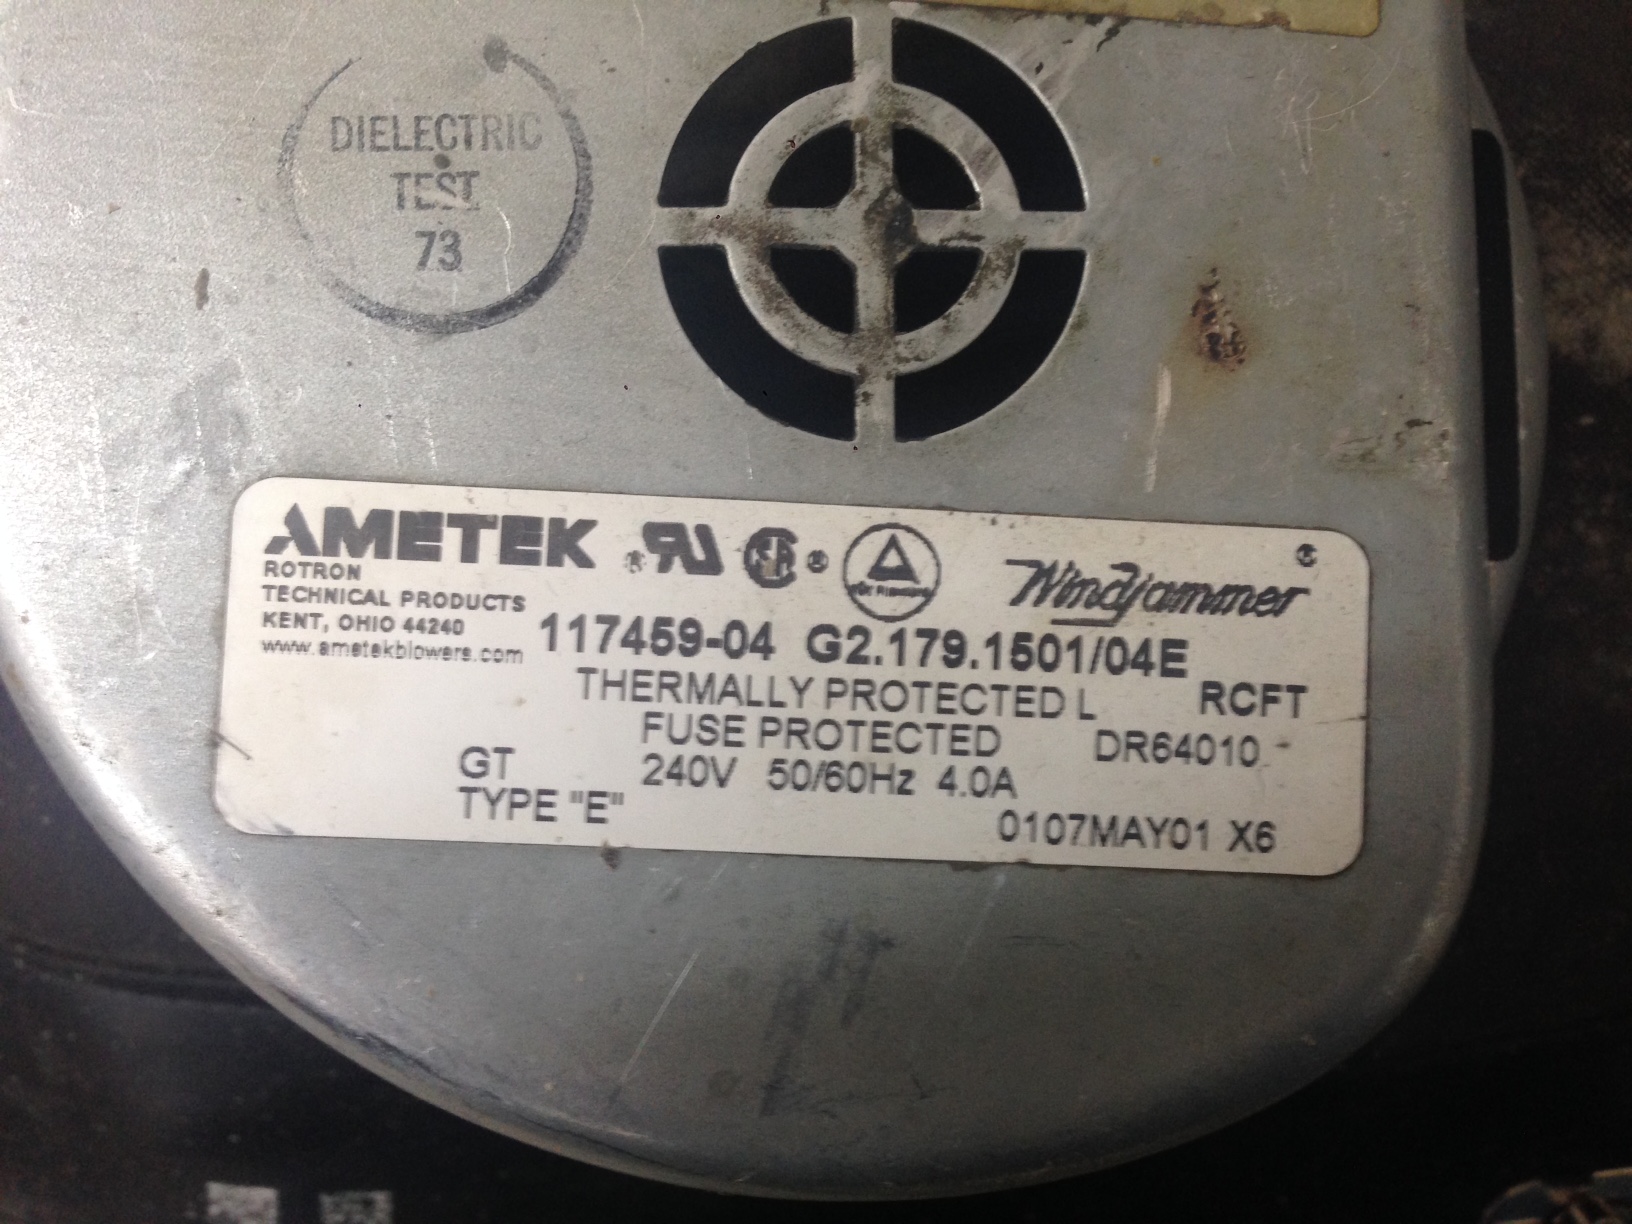 DIELECTRIC
TEST
73
AMETEK
ROTRON
TECHNICAL PRODUCTS
KENT, OHIO 44240
www.ametekblowers.com
Windjammer
117459-04 G2.179.1501/04E
THERMALLY PROTECTED L RCFT
FUSE PROTECTED DR64010
GT 240V 50/60Hz 4.0A
TYPE "E" 0107MAY01 X6